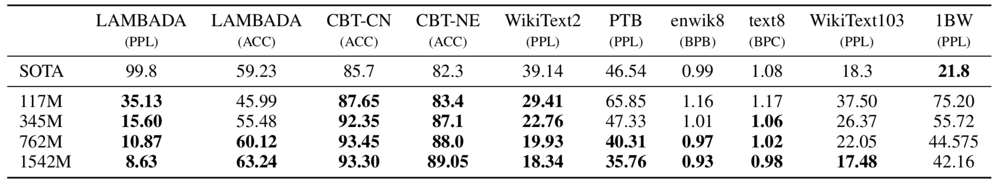 LAMBADA LAMBADA CBT-CN CBT-NE WikiText2 PTB enwik8 text8 WikiText103 1BW
(PPL) (ACC) (ACC) (ACC) (PPL) (PPL) (BPB) (BPC) (PPL) (PPL)
SOTA 99.8 59.23 85.7 82.3 39.14 46.54 0.99 1.08 18.3 21.8
117M 35.13 45.99 87.65 83.4 29.41 65.85 1.16 1.17 37.50 75.20
345M 15.60 55.48 92.35 87.1 22.76 47.33 1.01 1.06 26.37 55.72
762M 10.87 60.12 93.45 88.0 19.93 40.31 0.97 1.02 22.05 44.575
1542M 8.63 63.24 93.30 89.05 18.34 35.76 0.93 0.98 17.48 42.16